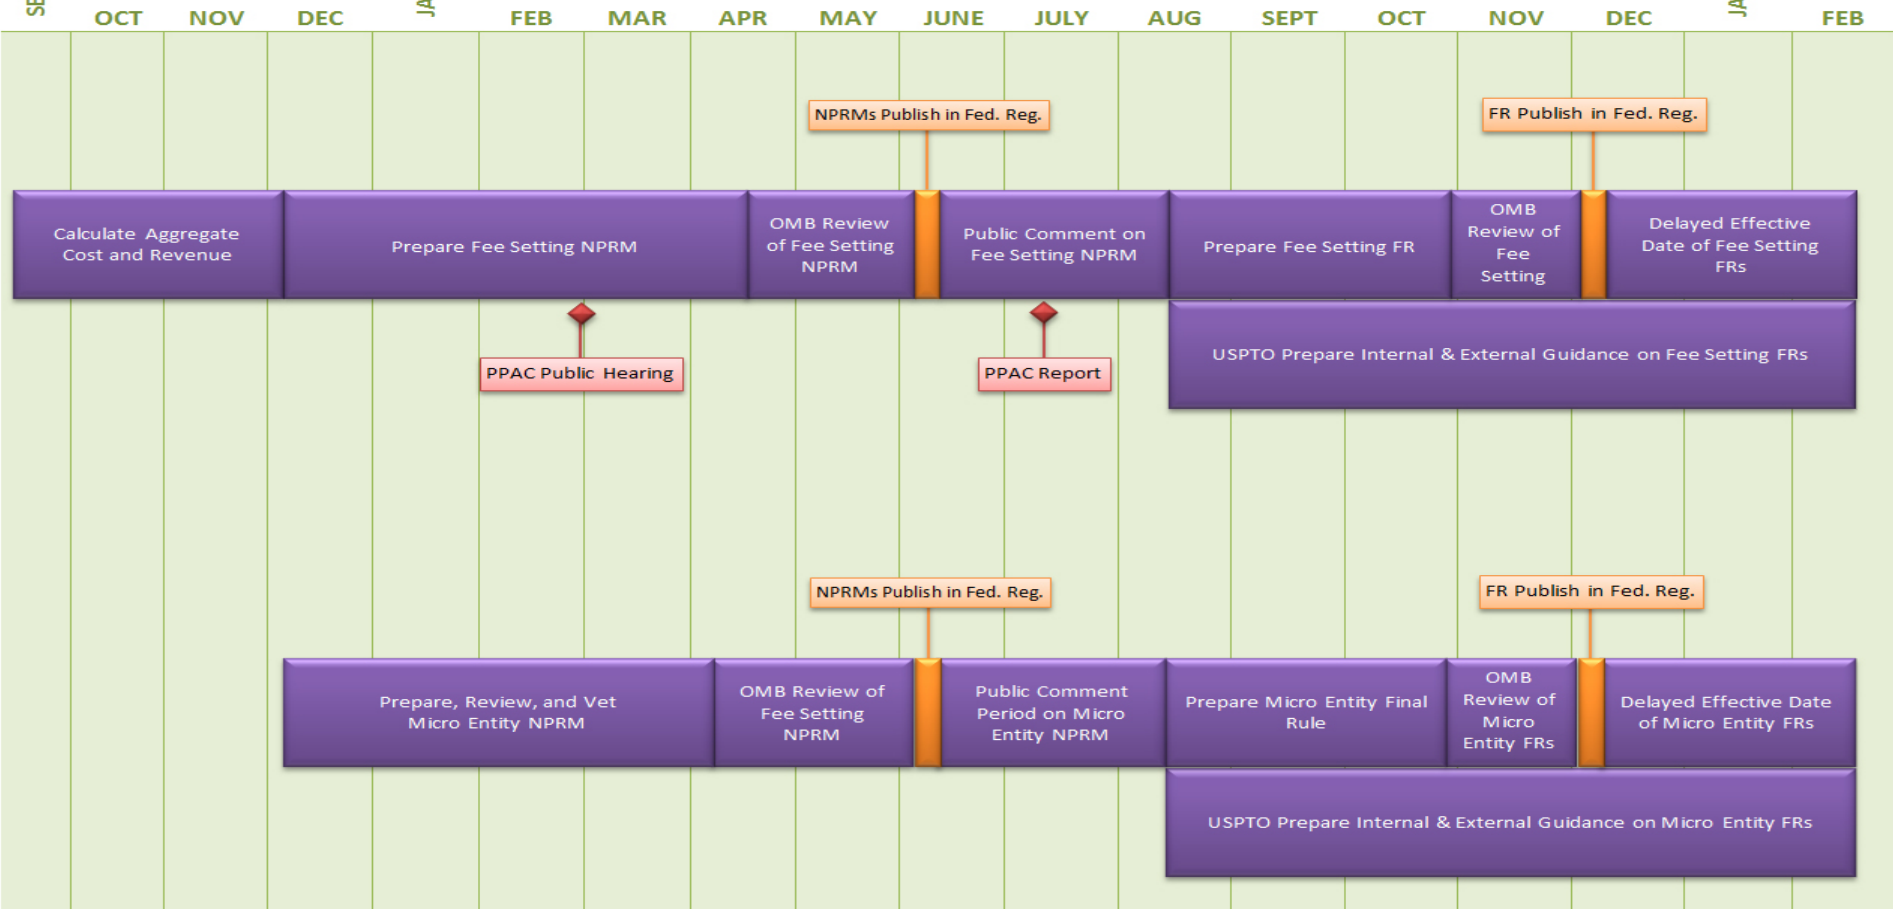 OCT NOV DEC FEB MAR APR MAY JUNE JULY AUG SEPT OCT NOV DEC FEB
NPRMs Publish in Fed. Reg.
FR Publish in Fed. Reg.
Calculate Aggregate
Cost and Revenue
Prepare Fee Setting NPRM
OMB Review
of Fee Setting
NPRM
Public Comment on
Fee Setting NPRM
Prepare Fee Setting FR
OMB
Review of
Fee
Setting
Delayed Effective
Date of Fee Setting
FRs
USPTO Prepare Internal & External Guidance on Fee Setting FRs
PPAC Public Hearing
PPAC Report
NPRMs Publish in Fed. Reg.
FR Publish in Fed. Reg.
Prepare, Review, and Vet
Micro Entity NPRM
OMB Review of
Fee Setting
NPRM
Public Comment
Period on Micro
Entity NPRM
Prepare Micro Entity Final
Rule
OMB
Review of
Micro
Entity FRs
Delayed Effective Date
of Micro Entity FRs
USPTO Prepare Internal & External Guidance on Micro Entity FRs